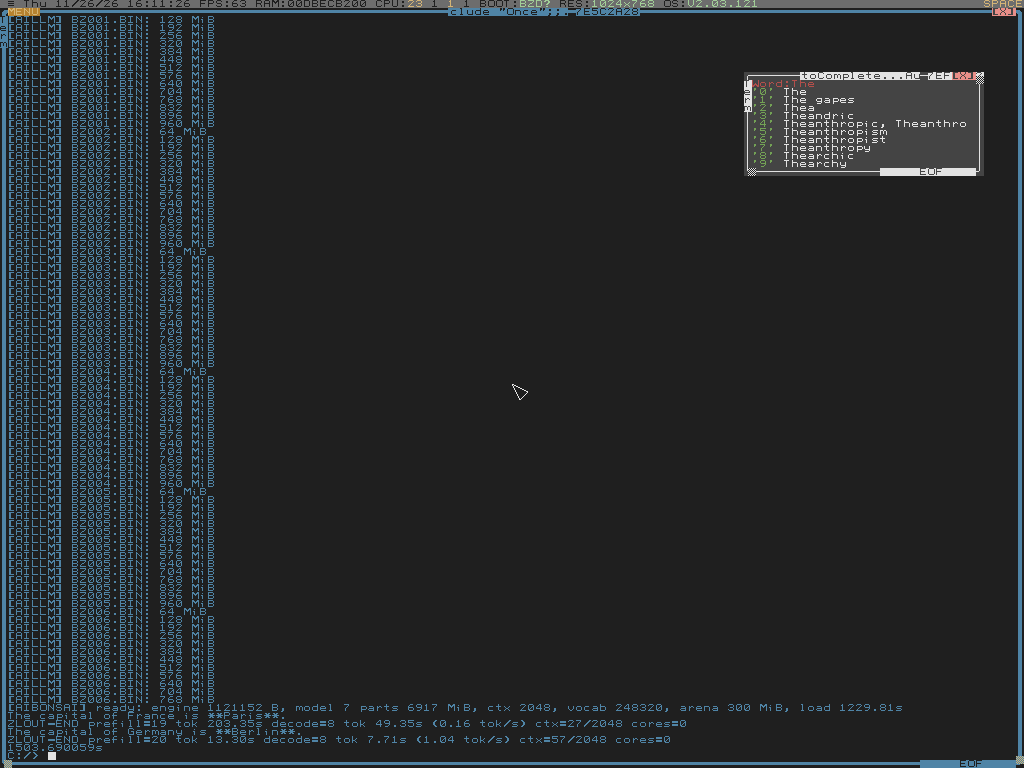 Thu 11/26/26 16:11:26 FPS:63 RAM:00DBECB200 CPU:23 1 1 1 BOOT:BZD? RES:1024x768 OS:V2.03.121 SPACE
MENU clude "Once";; 7E5C2A28 [X]
[AILLM] BZ001.BIN: 128 MiB
[AILLM] BZ001.BIN: 192 MiB
[AILLM] BZ001.BIN: 256 MiB
[AILLM] BZ001.BIN: 320 MiB
[AILLM] BZ001.BIN: 384 MiB
[AILLM] BZ001.BIN: 448 MiB
[AILLM] BZ001.BIN: 512 MiB
[AILLM] BZ001.BIN: 576 MiB
[AILLM] BZ001.BIN: 640 MiB
[AILLM] BZ001.BIN: 704 MiB
[AILLM] BZ001.BIN: 768 MiB
[AILLM] BZ001.BIN: 832 MiB
[AILLM] BZ001.BIN: 896 MiB
[AILLM] BZ001.BIN: 960 MiB
[AILLM] BZ002.BIN: 64 MiB
[AILLM] BZ002.BIN: 128 MiB
[AILLM] BZ002.BIN: 192 MiB
[AILLM] BZ002.BIN: 256 MiB
[AILLM] BZ002.BIN: 320 MiB
[AILLM] BZ002.BIN: 384 MiB
[AILLM] BZ002.BIN: 448 MiB
[AILLM] BZ002.BIN: 512 MiB
[AILLM] BZ002.BIN: 576 MiB
[AILLM] BZ002.BIN: 640 MiB
[AILLM] BZ002.BIN: 704 MiB
[AILLM] BZ002.BIN: 768 MiB
[AILLM] BZ002.BIN: 832 MiB
[AILLM] BZ002.BIN: 896 MiB
[AILLM] BZ002.BIN: 960 MiB
[AILLM] BZ003.BIN: 64 MiB
[AILLM] BZ003.BIN: 128 MiB
[AILLM] BZ003.BIN: 192 MiB
[AILLM] BZ003.BIN: 256 MiB
[AILLM] BZ003.BIN: 320 MiB
[AILLM] BZ003.BIN: 384 MiB
[AILLM] BZ003.BIN: 448 MiB
[AILLM] BZ003.BIN: 512 MiB
[AILLM] BZ003.BIN: 576 MiB
[AILLM] BZ003.BIN: 640 MiB
[AILLM] BZ003.BIN: 704 MiB
[AILLM] BZ003.BIN: 768 MiB
[AILLM] BZ003.BIN: 832 MiB
[AILLM] BZ003.BIN: 896 MiB
[AILLM] BZ003.BIN: 960 MiB
[AILLM] BZ004.BIN: 64 MiB
[AILLM] BZ004.BIN: 128 MiB
[AILLM] BZ004.BIN: 192 MiB
[AILLM] BZ004.BIN: 256 MiB
[AILLM] BZ004.BIN: 320 MiB
[AILLM] BZ004.BIN: 384 MiB
[AILLM] BZ004.BIN: 448 MiB
[AILLM] BZ004.BIN: 512 MiB
[AILLM] BZ004.BIN: 576 MiB
[AILLM] BZ004.BIN: 640 MiB
[AILLM] BZ004.BIN: 704 MiB
[AILLM] BZ004.BIN: 768 MiB
[AILLM] BZ004.BIN: 832 MiB
[AILLM] BZ004.BIN: 896 MiB
[AILLM] BZ004.BIN: 960 MiB
[AILLM] BZ005.BIN: 64 MiB
[AILLM] BZ005.BIN: 128 MiB
[AILLM] BZ005.BIN: 192 MiB
[AILLM] BZ005.BIN: 256 MiB
[AILLM] BZ005.BIN: 320 MiB
[AILLM] BZ005.BIN: 384 MiB
[AILLM] BZ005.BIN: 448 MiB
[AILLM] BZ005.BIN: 512 MiB
[AILLM] BZ005.BIN: 576 MiB
[AILLM] BZ005.BIN: 640 MiB
[AILLM] BZ005.BIN: 704 MiB
[AILLM] BZ005.BIN: 768 MiB
[AILLM] BZ005.BIN: 832 MiB
[AILLM] BZ005.BIN: 896 MiB
[AILLM] BZ005.BIN: 960 MiB
[AILLM] BZ006.BIN: 64 MiB
[AILLM] BZ006.BIN: 128 MiB
[AILLM] BZ006.BIN: 192 MiB
[AILLM] BZ006.BIN: 256 MiB
[AILLM] BZ006.BIN: 320 MiB
[AILLM] BZ006.BIN: 384 MiB
[AILLM] BZ006.BIN: 448 MiB
[AILLM] BZ006.BIN: 512 MiB
[AILLM] BZ006.BIN: 576 MiB
[AILLM] BZ006.BIN: 640 MiB
[AILLM] BZ006.BIN: 704 MiB
[AILLM] BZ006.BIN: 768 MiB
[AIBONSAI] ready: engine 1121152 B, model 7 parts 6917 MiB, ctx 2048, vocab 248320, arena 300 MiB, load 1229.81s
The capital of France is **Paris**.
ZLOUT-END prefill=19 tok 203.35s decode=8 tok 49.35s (0.16 tok/s) ctx=27/2048 cores=0
The capital of Germany is **Berlin**.
ZLOUT-END prefill=20 tok 13.30s decode=8 tok 7.71s (1.04 tok/s) ctx=57/2048 cores=0
1503.690059s
C:/>
EOF
toComplete...Au 7EF [X]
Term
Word:The
'0' The
'1' The gapes
'2' Thea
'3' Theandric
'4' Theanthropic, Theanthro
'5' Theanthropism
'6' Theanthropist
'7' Theanthropy
'8' Thearchic
'9' Thearchy
EOF